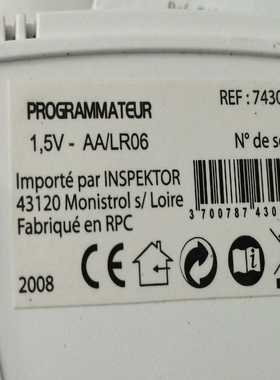 PROGRAMMATEUR
REF : 7430
1,5V - AA/LR06
N° de s
Importé par INSPEKTOR
43120 Monistrol s/ Loire
3 700787 430
Fabriqué en RPC
CE
2008